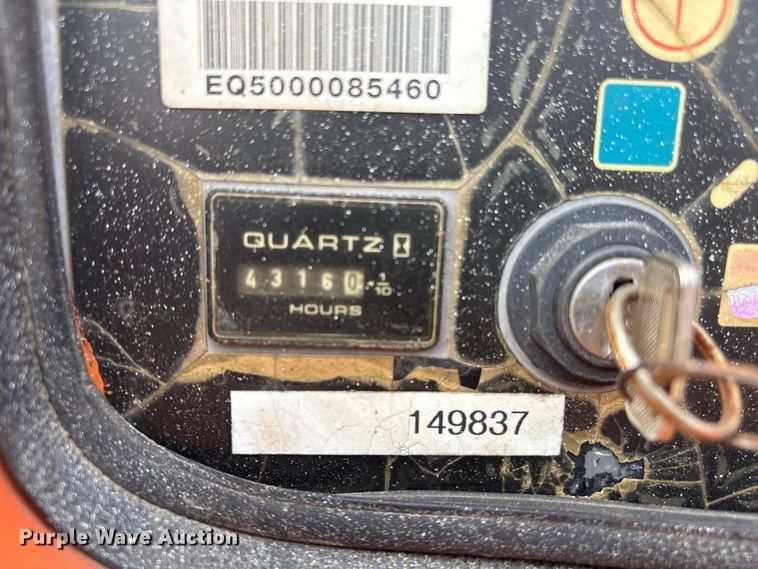 EQ5000085460
QUARTZ
43160 1/10
HOURS
149837
Purple Wave Auction